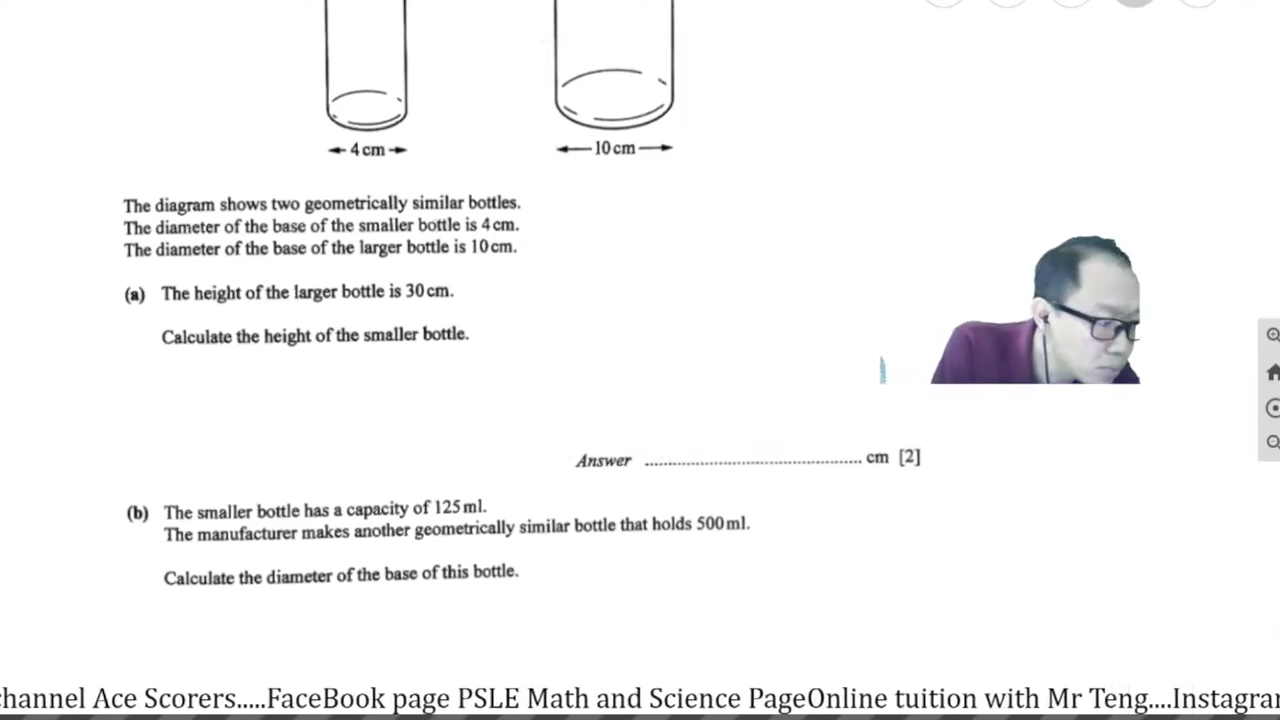 4 cm
10 cm
The diagram shows two geometrically similar bottles.
The diameter of the base of the smaller bottle is 4 cm.
The diameter of the base of the larger bottle is 10 cm.
(a) The height of the larger bottle is 30 cm.
Calculate the height of the smaller bottle.
Answer ........................................................ cm [2]
(b) The smaller bottle has a capacity of 125 ml.
The manufacturer makes another geometrically similar bottle that holds 500 ml.
Calculate the diameter of the base of this bottle.
channel Ace Scorers.....FaceBook page PSLE Math and Science PageOnline tuition with Mr Teng....Instagra